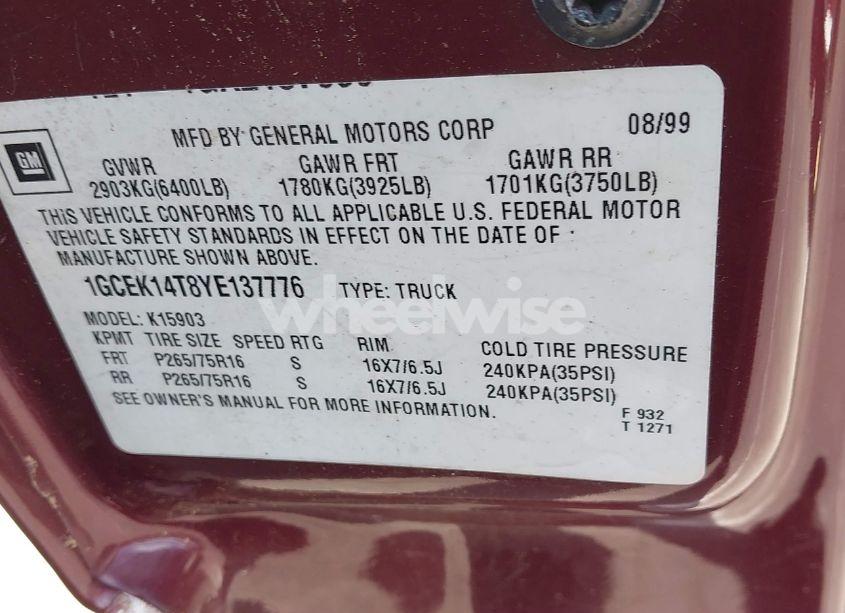 MFD BY GENERAL MOTORS CORP 08/99
GM
GVWR GAWR FRT GAWR RR
2903KG(6400LB) 1780KG(3925LB) 1701KG(3750LB)
THIS VEHICLE CONFORMS TO ALL APPLICABLE U.S. FEDERAL MOTOR
VEHICLE SAFETY STANDARDS IN EFFECT ON THE DATE OF
MANUFACTURE SHOWN ABOVE.
1GCEK14T8YE137776 TYPE: TRUCK
wheelwise
MODEL: K15903
KPMT TIRE SIZE SPEED RTG RIM COLD TIRE PRESSURE
FRT P265/75R16 S 16X7/6.5J 240KPA(35PSI)
RR P265/75R16 S 16X7/6.5J 240KPA(35PSI)
SEE OWNER'S MANUAL FOR MORE INFORMATION.
F 932
T 1271